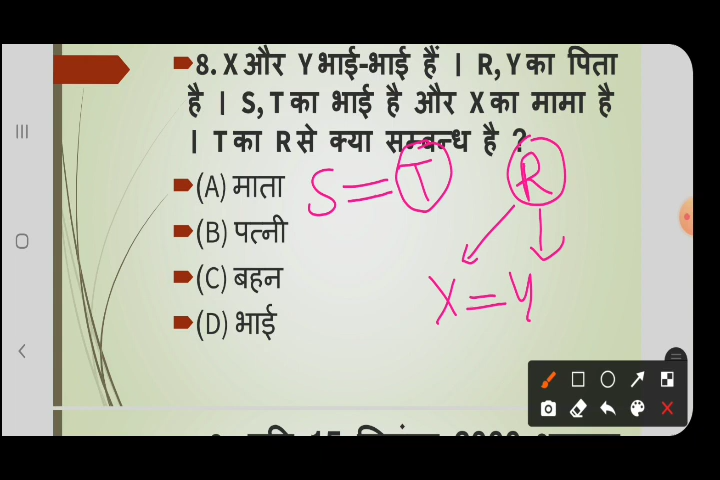 8. X और Y भाई-भाई हैं । R, Y का पिता
है । S, T का भाई है और X का मामा है
। T का R से क्या सम्बन्ध है ?
(A) माता
(B) पत्नी
(C) बहन
(D) भाई
S = T R
X = Y